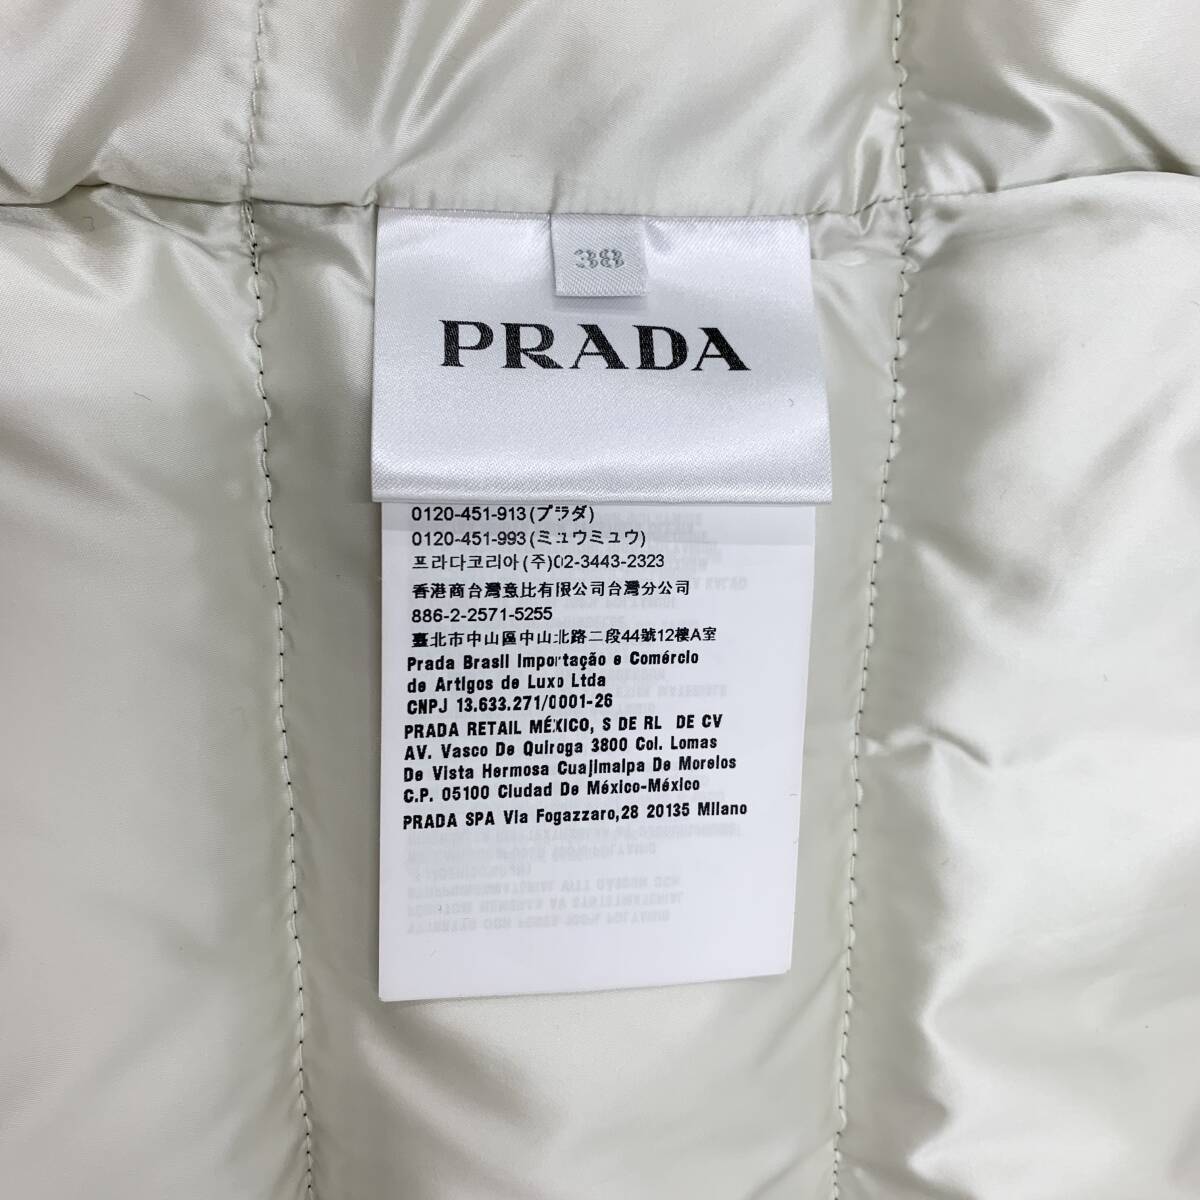 38
PRADA
0120-451-913(プラダ)
0120-451-993(ミュウミュウ)
프라다코리아(주)02-3443-2323
香港商台灣意比有限公司台灣分公司
886-2-2571-5255
臺北市中山區中山北路二段44號12樓A室
Prada Brasil Importação e Comércio
de Artigos de Luxo Ltda
CNPJ 13.633.271/0001-26
PRADA RETAIL MÉXICO, S DE RL DE CV
AV. Vasco De Quiroga 3800 Col. Lomas
De Vista Hermosa Cuajimalpa De Morelos
C.P. 05100 Ciudad De México-México
PRADA SPA Via Fogazzaro,28 20135 Milano